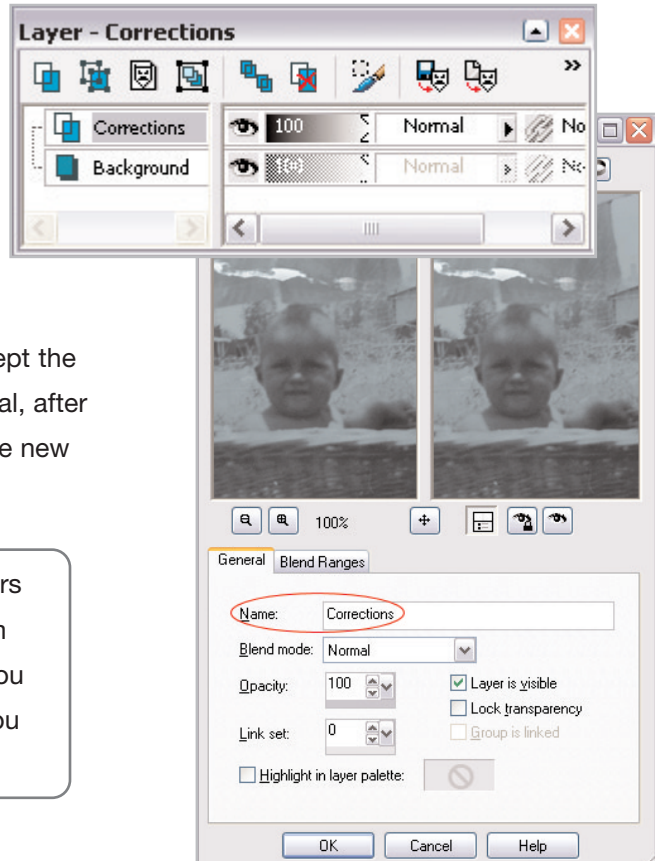 Layer - Corrections
»
Corrections 100 Normal No
Background 100 Normal
ept the
al, after
e new
rs
n
ou
ou
100%
General Blend Ranges
Name: Corrections
Blend mode: Normal
Opacity: 100 Layer is visible
Lock transparency
Link set: 0 Group is linked
Highlight in layer palette:
OK Cancel Help